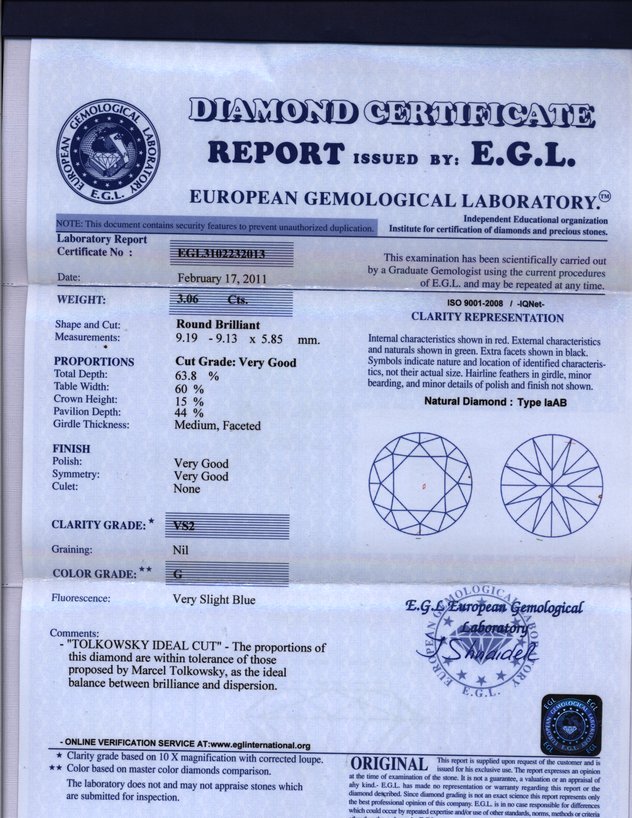 DIAMOND CERTIFICATE
REPORT ISSUED BY: E.G.L.
EUROPEAN GEMOLOGICAL LABORATORY.™
EUROPEAN GEMOLOGICAL LABORATORY
E.G.L.
Independent Educational organization
Institute for certification of diamonds and precious stones.
NOTE: This document contains security features to prevent unauthorized duplication.
Laboratory Report
Certificate No : EGL3102232013
Date: February 17, 2011
WEIGHT: 3.06 Cts.
Shape and Cut: Round Brilliant
Measurements: 9.19 -9.13 x 5.85 mm.
PROPORTIONS Cut Grade: Very Good
Total Depth: 63.8 %
Table Width: 60 %
Crown Height: 15 %
Pavilion Depth: 44 %
Girdle Thickness: Medium, Faceted
FINISH
Polish: Very Good
Symmetry: Very Good
Culet: None
CLARITY GRADE: * VS2
Graining: Nil
COLOR GRADE: ** G
Fluorescence: Very Slight Blue
Comments:
- "TOLKOWSKY IDEAL CUT" - The proportions of
this diamond are within tolerance of those
proposed by Marcel Tolkowsky, as the ideal
balance between brilliance and dispersion.
- ONLINE VERIFICATION SERVICE AT:www.eglinternational.org
* Clarity grade based on 10 X magnification with corrected loupe.
** Color based on master color diamonds comparison.
The laboratory does not and may not appraise stones which
are submitted for inspection.
This examination has been scientifically carried out
by a Graduate Gemologist using the current procedures
of E.G.L. and may be repeated at any time.
ISO 9001-2008 / -IQNet-
CLARITY REPRESENTATION
Internal characteristics shown in red. External characteristics
and naturals shown in green. Extra facets shown in black.
Symbols indicate nature and location of identified characteris-
tics, not their actual size. Hairline feathers in girdle, minor
bearding, and minor details of polish and finish not shown.
Natural Diamond : Type IaAB
E.G.L European Gemological
Laboratory
EUROPEAN GEMOLOGICAL LABORATORY
E.G.L.
EGL
EGL
E.G.L.
EGL
EGL
ORIGINAL This report is supplied upon request of the customer and is
issued for his exclusive use. The report expresses an opinion
at the time of examination of the stone. It is not a guarantee, a valuation or an appraisal of
any kind.- E.G.L. has made no representation or warranty regarding this report or the
diamond described. Since diamond grading is not an exact science this report represents only
the best professional opinion of this company. E.G.L. is in no case responsible for differences
which could occur by repeated expertise and/or use of other standards, norms, methods or criteria